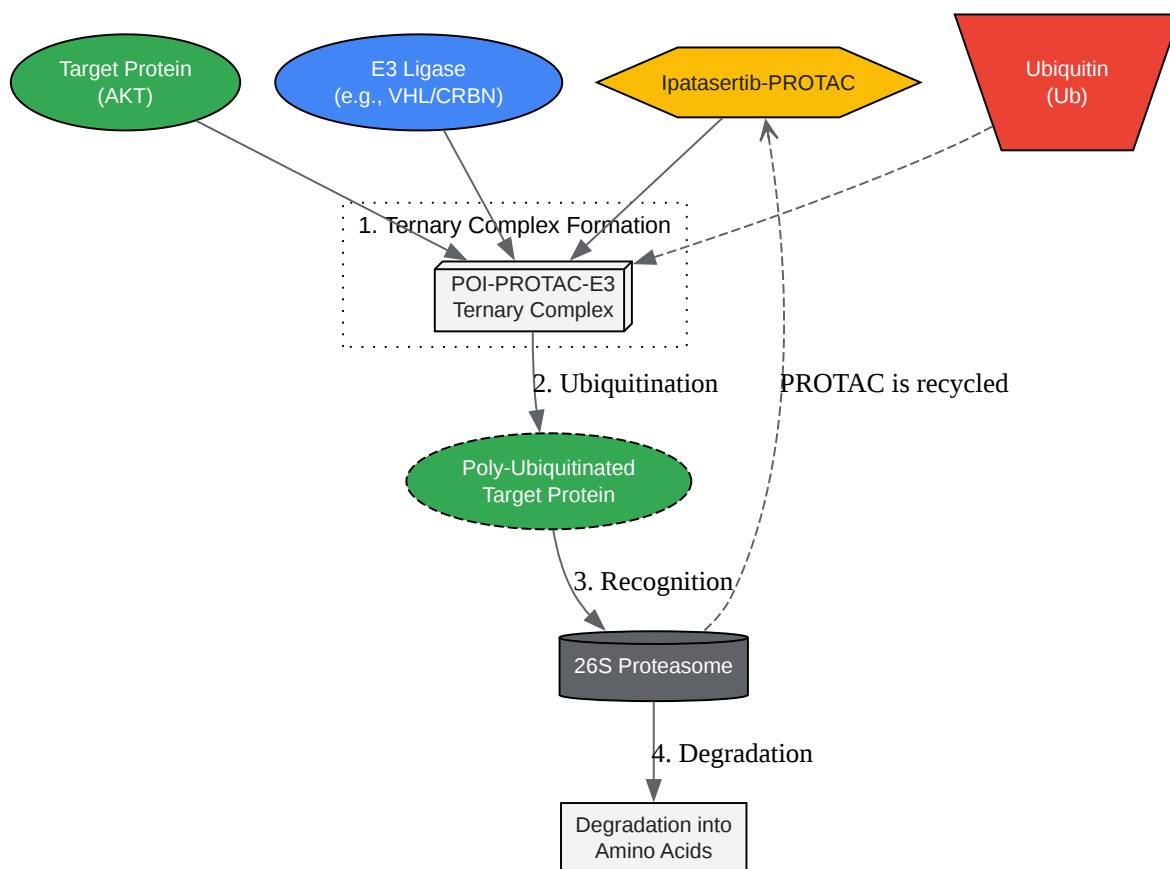 Target Protein
(AKT)
E3 Ligase
(e.g., VHL/CRBN)
Ipatasertib-PROTAC
Ubiquitin
(Ub)
1. Ternary Complex Formation
POI-PROTAC-E3
Ternary Complex
2. Ubiquitination
PROTAC is recycled
Poly-Ubiquitinated
Target Protein
3. Recognition
26S Proteasome
4. Degradation
Degradation into
Amino Acids